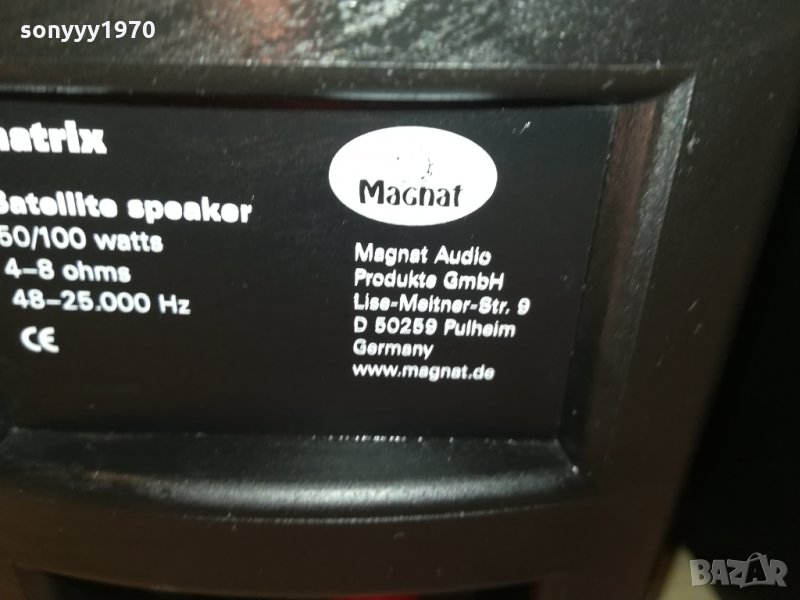 sonyyy1970
natrix
Satellite speaker
50/100 watts
4–8 ohms
48–25.000 Hz
CE
Magnat
Magnat Audio
Produkte GmbH
Lise-Meitner-Str. 9
D 50259 Pulheim
Germany
www.magnat.de
BAZAR